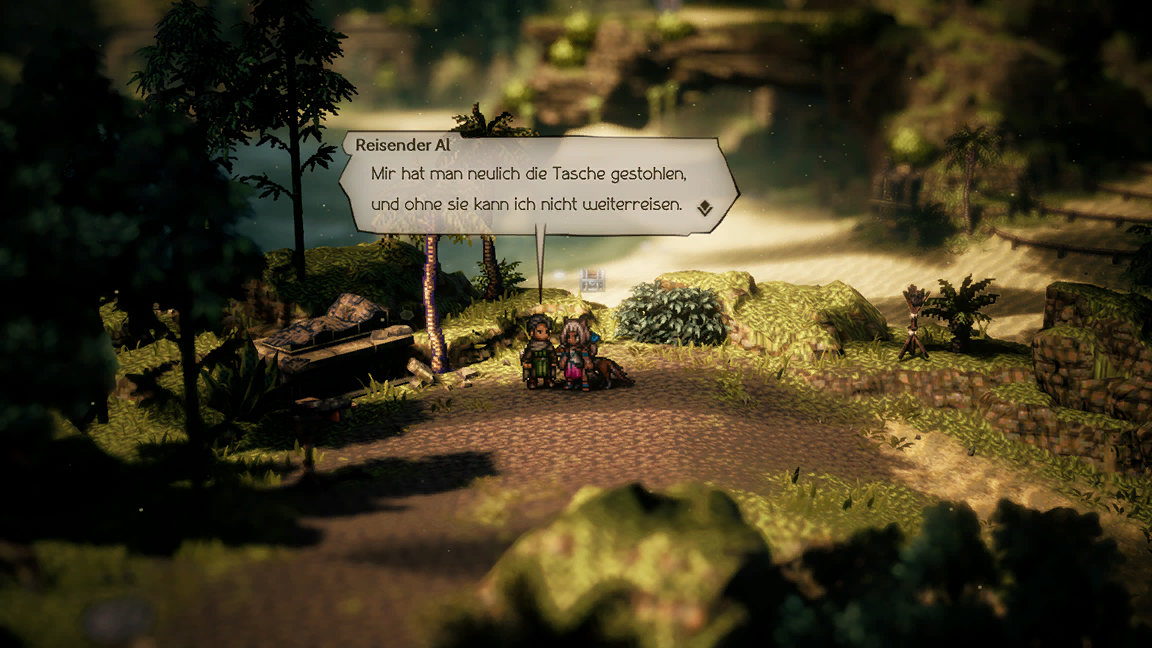 Reisender Al
Mir hat man neulich die Tasche gestohlen,
und ohne sie kann ich nicht weiterreisen.